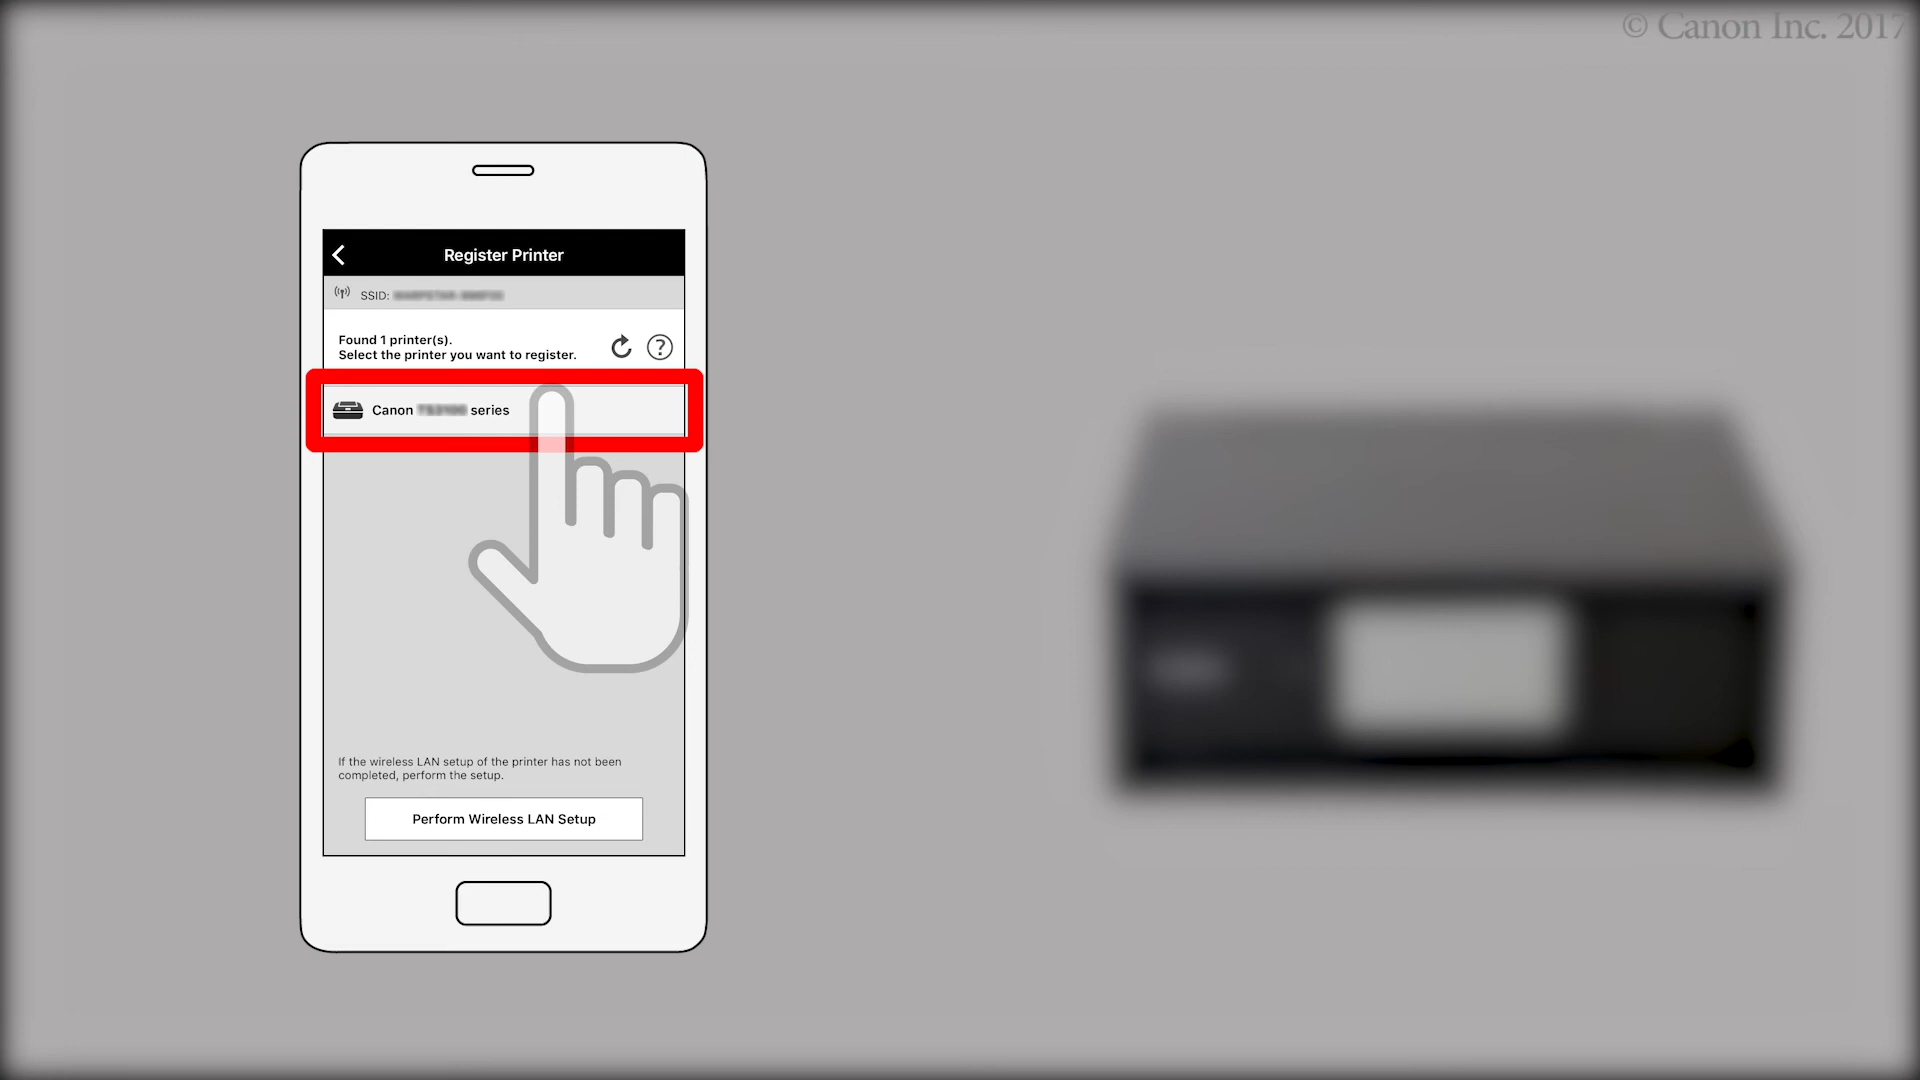 © Canon Inc. 2017
Register Printer
SSID:
Found 1 printer(s).
Select the printer you want to register.
Canon series
If the wireless LAN setup of the printer has not been
completed, perform the setup.
Perform Wireless LAN Setup